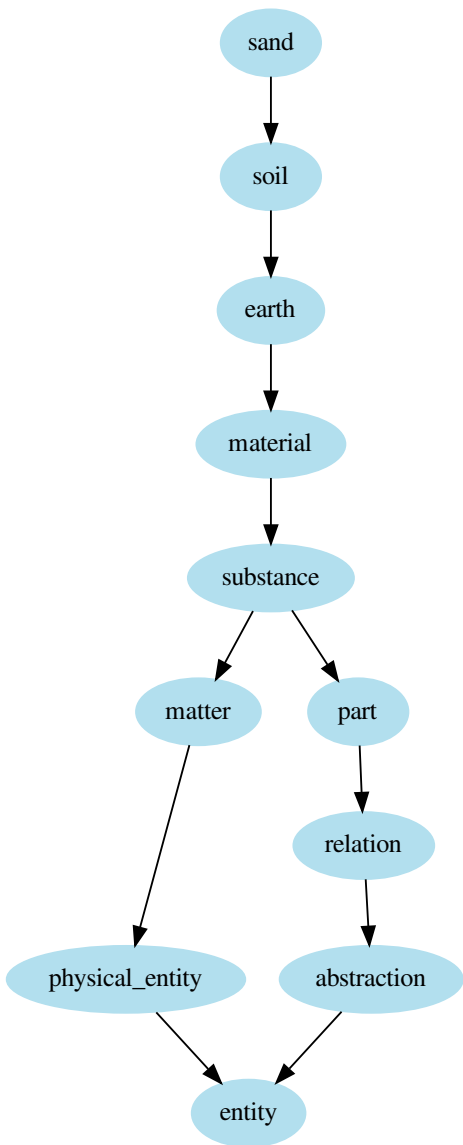 sand
soil
earth
material
substance
matter
part
relation
physical_entity
abstraction
entity